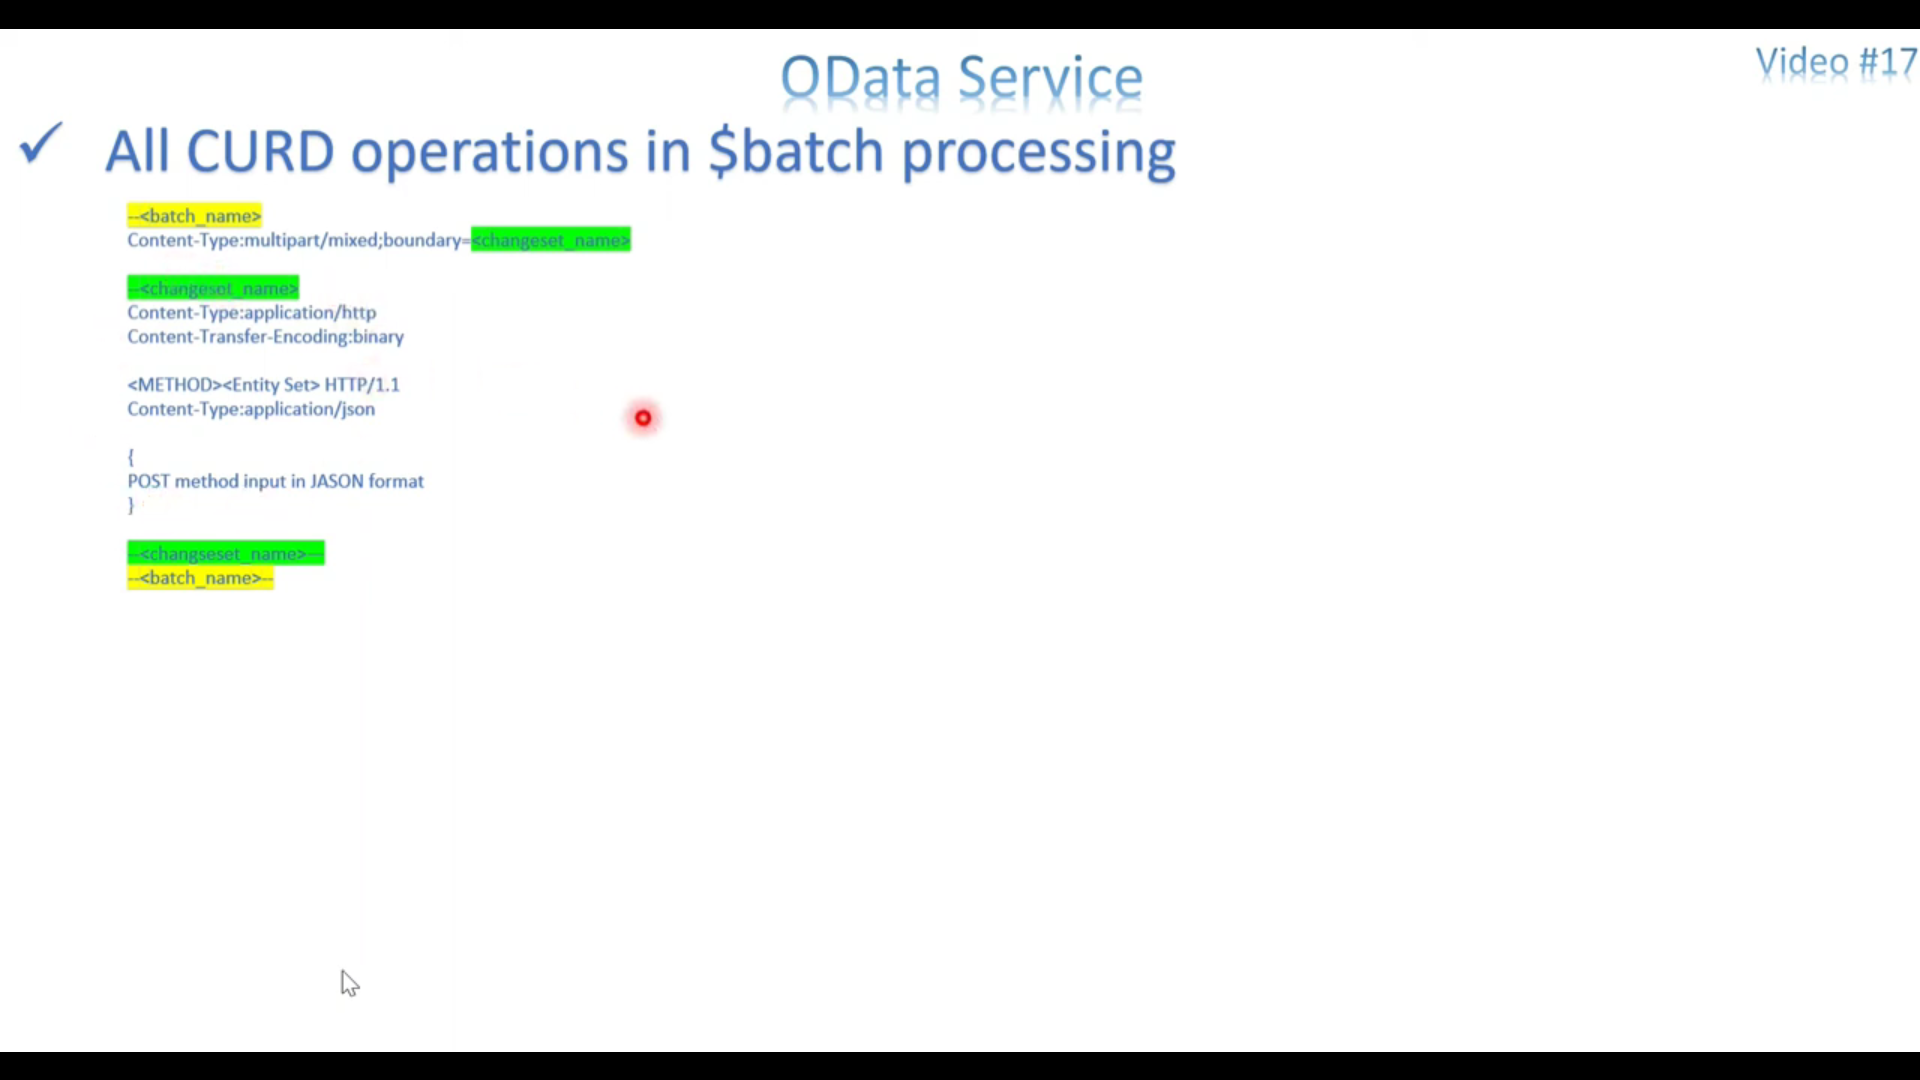 OData Service
Video #17
✓ All CURD operations in $batch processing
--<batch_name>
Content-Type:multipart/mixed;boundary=<changeset_name>
--<changeset_name>
Content-Type:application/http
Content-Transfer-Encoding:binary
<METHOD><Entity Set> HTTP/1.1
Content-Type:application/json
{
POST method input in JASON format
}
--<changseset_name>--
--<batch_name>--